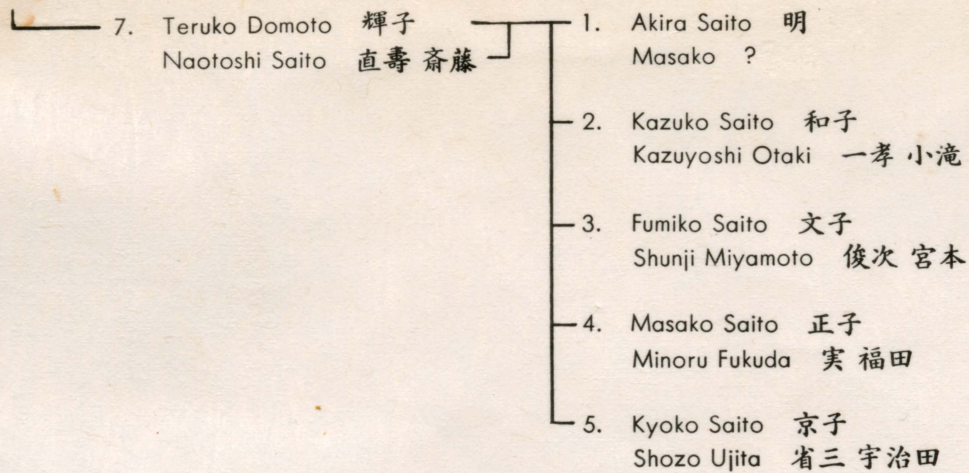 7. Teruko Domoto 輝子
Naotoshi Saito 直壽 斎藤
1. Akira Saito 明
Masako ?
2. Kazuko Saito 和子
Kazuyoshi Otaki 一孝 小滝
3. Fumiko Saito 文子
Shunji Miyamoto 俊次 宮本
4. Masako Saito 正子
Minoru Fukuda 実 福田
5. Kyoko Saito 京子
Shozo Ujita 省三 宇治田